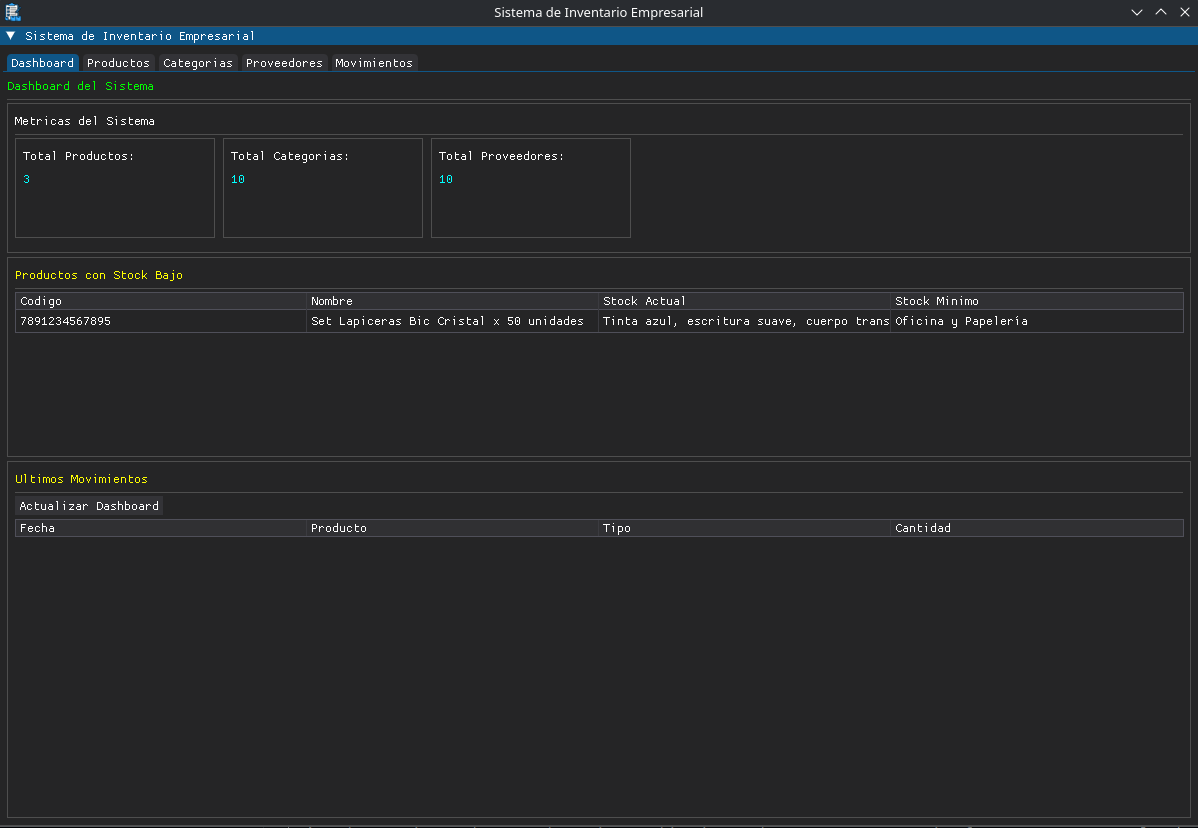 Sistema de Inventario Empresarial
Sistema de Inventario Empresarial
Dashboard Productos Categorias Proveedores Movimientos
Dashboard del Sistema
Metricas del Sistema
Total Productos: Total Categorias: Total Proveedores:
3 10 10
Productos con Stock Bajo
Codigo Nombre Stock Actual Stock Minimo
7891234567895 Set Lapiceras Bic Cristal x 50 unidades Tinta azul, escritura suave, cuerpo trans Oficina y Papelería
Ultimos Movimientos
Actualizar Dashboard
Fecha Producto Tipo Cantidad